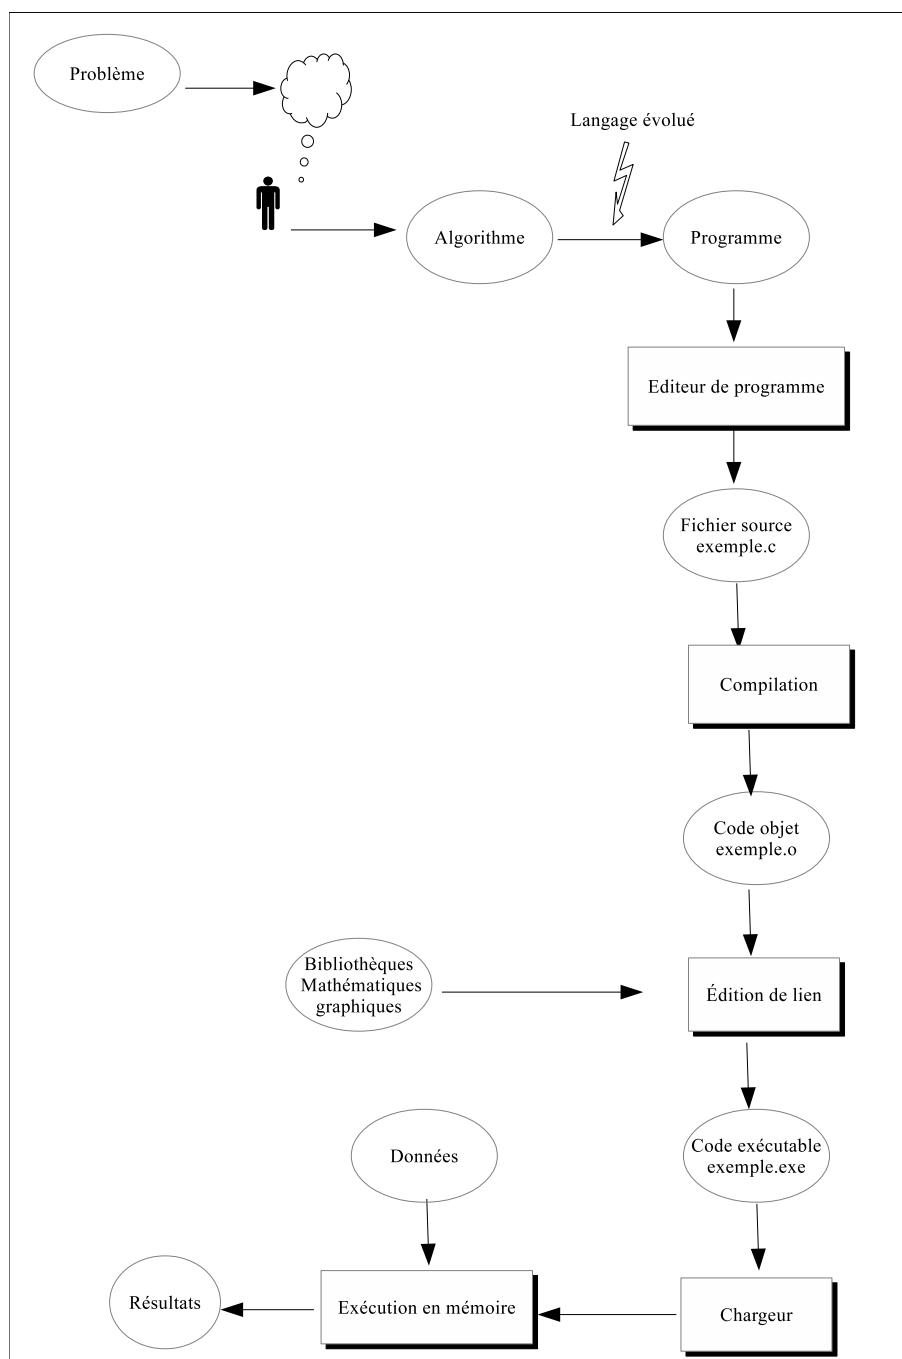 Problème
Langage évolué
Algorithme
Programme
Editeur de programme
Fichier source
exemple.c
Compilation
Code objet
exemple.o
Bibliothèques
Mathématiques
graphiques
Édition de lien
Données
Code exécutable
exemple.exe
Résultats
Exécution en mémoire
Chargeur